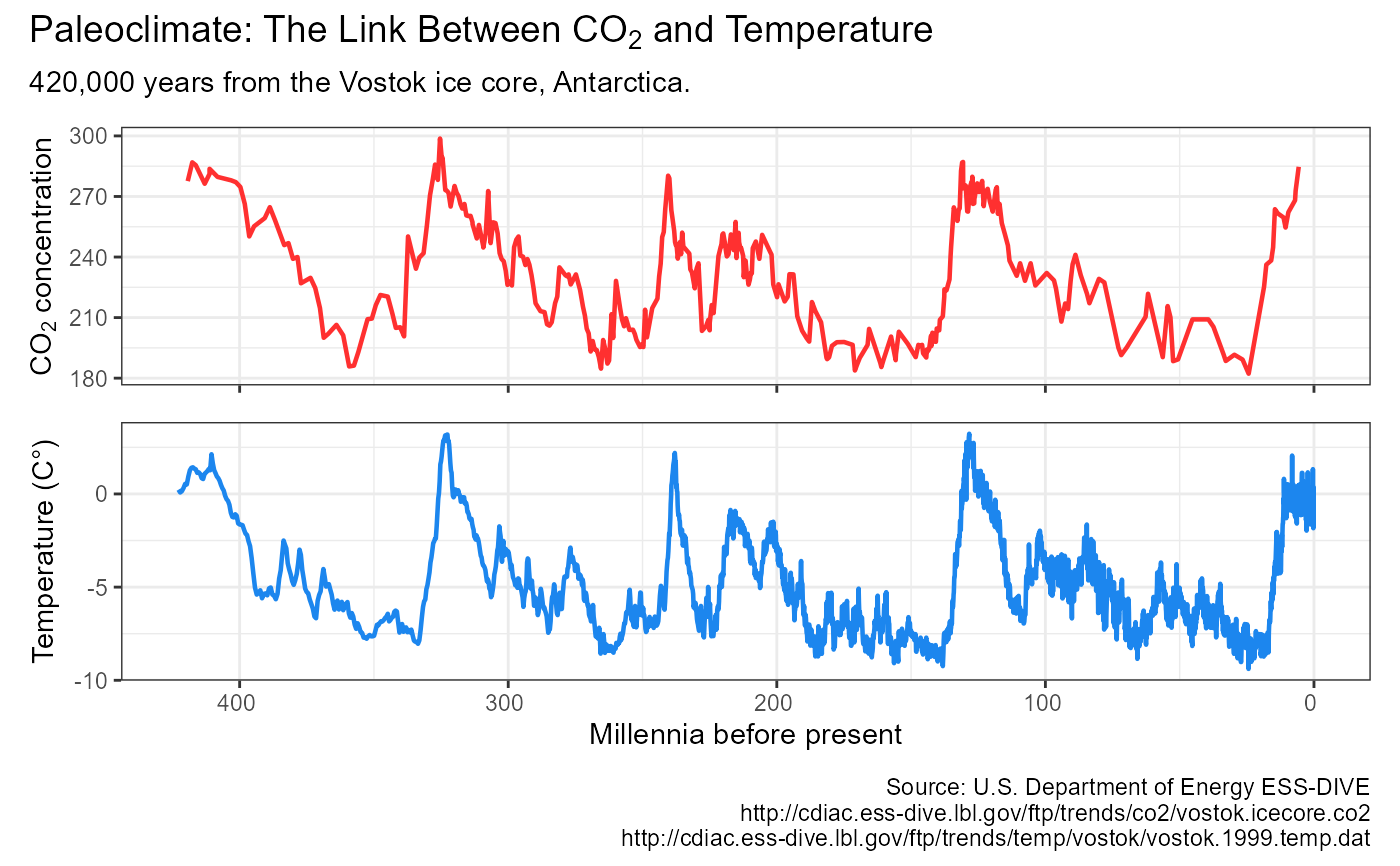 Paleoclimate: The Link Between CO₂ and Temperature
420,000 years from the Vostok ice core, Antarctica.
CO₂ concentration
300
270
240
210
180
Temperature (C°)
0
-5
-10
400
300
200
100
0
Millennia before present
Source: U.S. Department of Energy ESS-DIVE
http://cdiac.ess-dive.lbl.gov/ftp/trends/co2/vostok.icecore.co2
http://cdiac.ess-dive.lbl.gov/ftp/trends/temp/vostok/vostok.1999.temp.dat